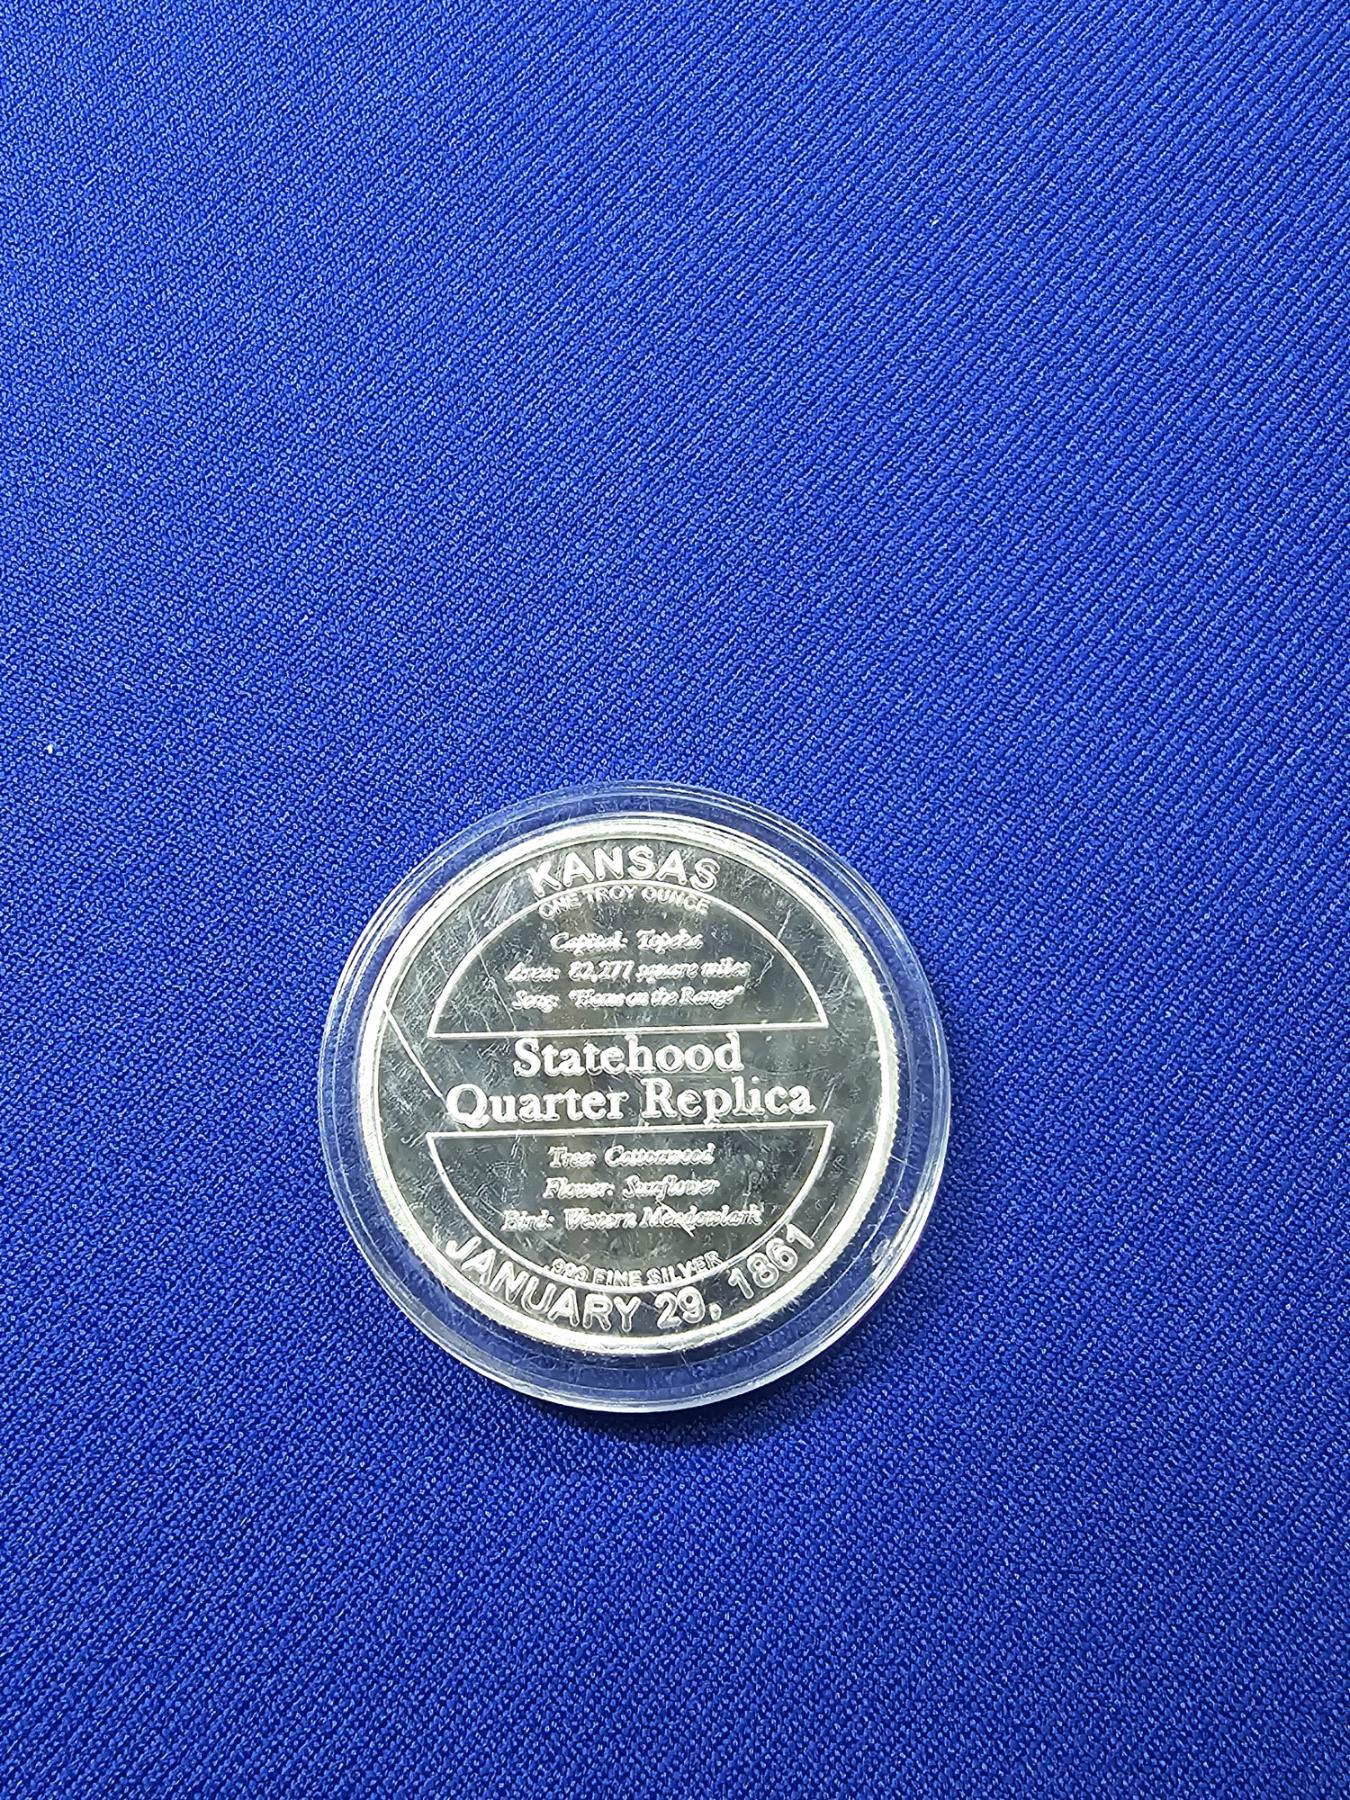 KANSAS
ONE TROY OUNCE
Capital: Topeka
Area: 82,277 square miles
Song: "Home on the Range"
Statehood
Quarter Replica
Tree: Cottonwood
Flower: Sunflower
Bird: Western Meadowlark
.999 FINE SILVER
JANUARY 29, 1861